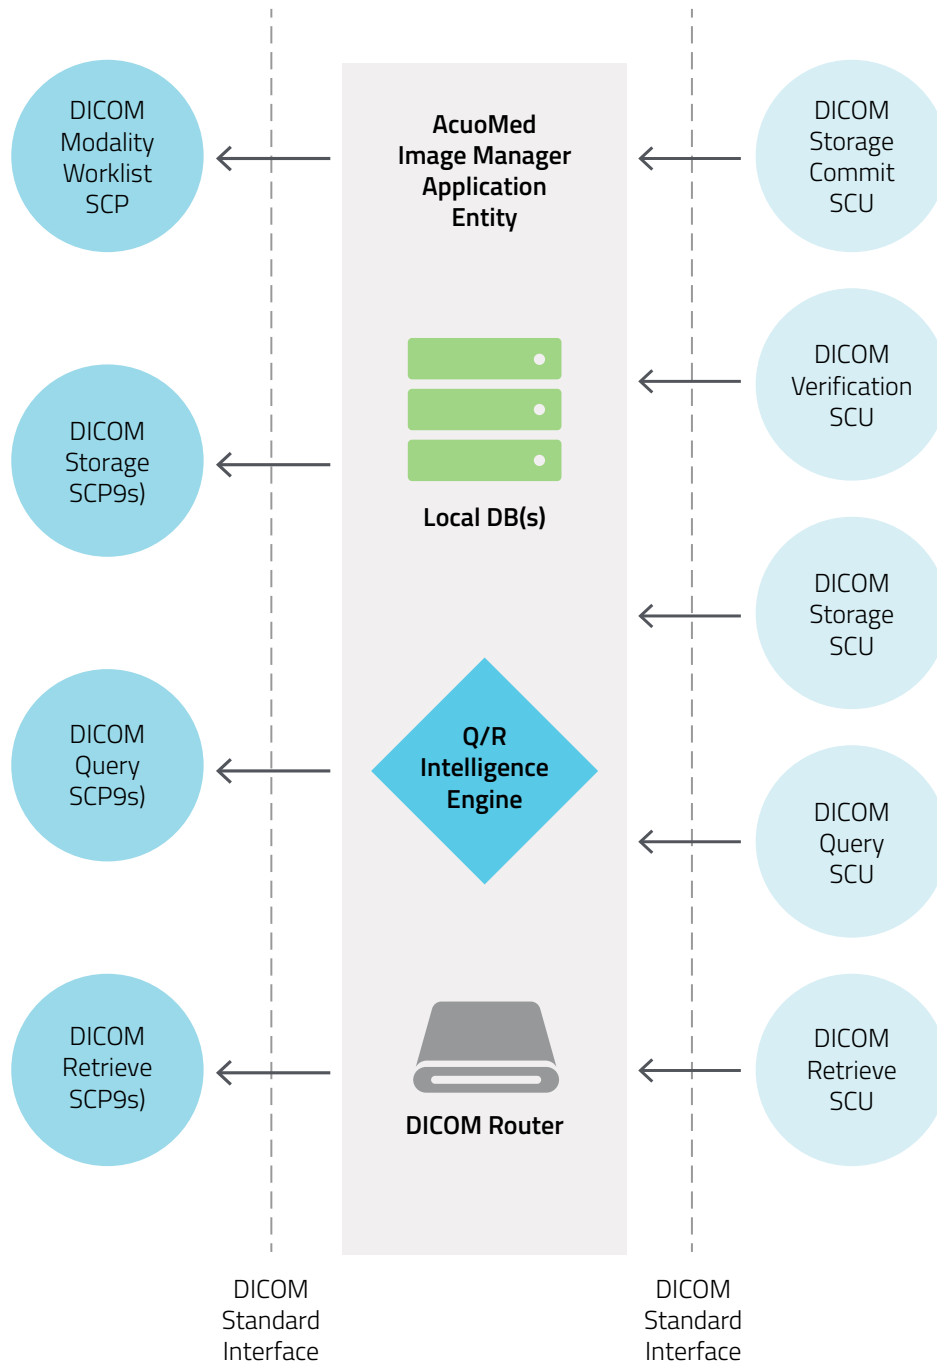 DICOM
Modality
Worklist
SCP
DICOM
Storage
SCP9s)
DICOM
Query
SCP9s)
DICOM
Retrieve
SCP9s)
AcuoMed
Image Manager
Application
Entity
Local DB(s)
Q/R
Intelligence
Engine
DICOM Router
DICOM
Storage
Commit
SCU
DICOM
Verification
SCU
DICOM
Storage
SCU
DICOM
Query
SCU
DICOM
Retrieve
SCU
DICOM
Standard
Interface
DICOM
Standard
Interface